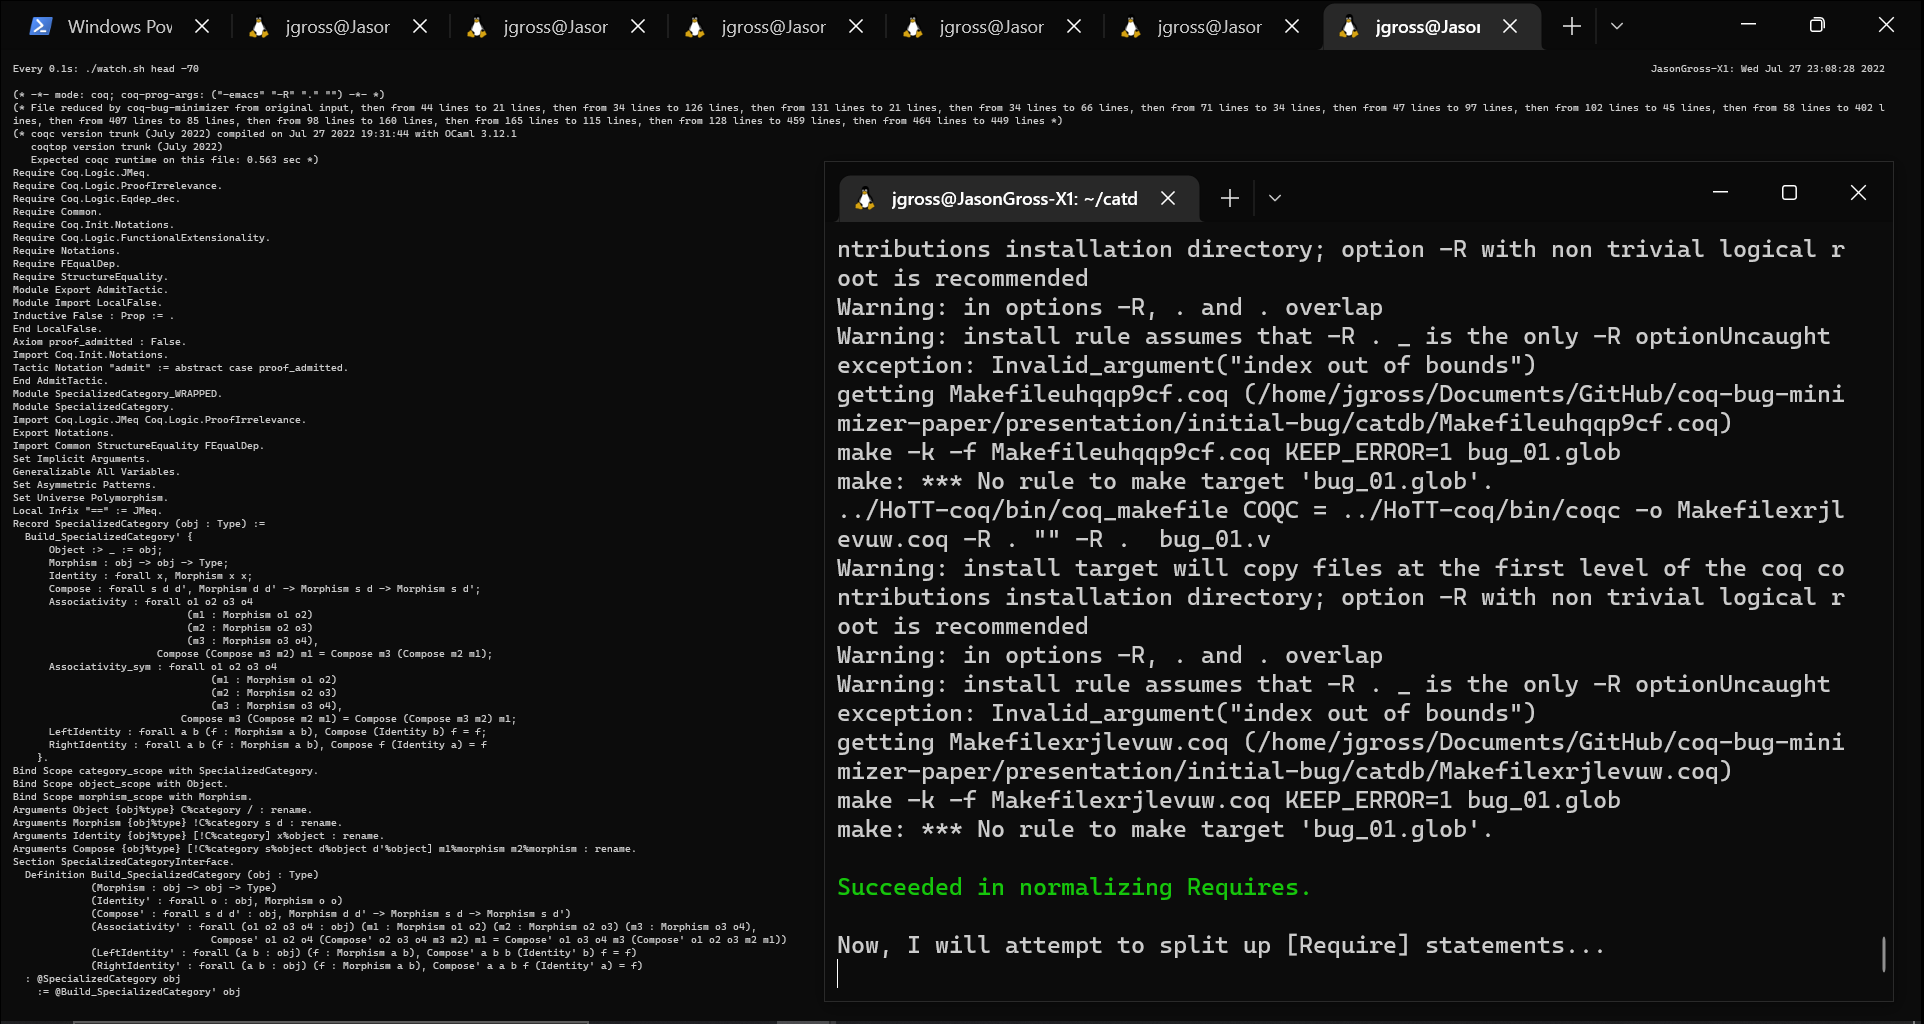 Windows Pov
jgross@Jasor
jgross@Jasor
jgross@Jasor
jgross@Jasor
jgross@Jasor
jgross@Jasor
Every 0.1s: ./watch.sh head -70
JasonGross-X1: Wed Jul 27 23:08:28 2022
(* -*- mode: coq; coq-prog-args: ("-emacs" "-R" "." "") -*- *)
(* File reduced by coq-bug-minimizer from original input, then from 44 lines to 21 lines, then from 34 lines to 126 lines, then from 131 lines to 21 lines, then from 34 lines to 66 lines, then from 71 lines to 34 lines, then from 47 lines to 97 lines, then from 102 lines to 45 lines, then from 58 lines to 402 l
ines, then from 407 lines to 85 lines, then from 98 lines to 160 lines, then from 165 lines to 115 lines, then from 128 lines to 459 lines, then from 464 lines to 449 lines *)
(* coqc version trunk (July 2022) compiled on Jul 27 2022 19:31:44 with OCaml 3.12.1
coqtop version trunk (July 2022)
Expected coqc runtime on this file: 0.563 sec *)
Require Coq.Logic.JMeq.
Require Coq.Logic.ProofIrrelevance.
Require Coq.Logic.Eqdep_dec.
Require Common.
Require Coq.Init.Notations.
Require Coq.Logic.FunctionalExtensionality.
Require Notations.
Require FEqualDep.
Require StructureEquality.
Module Export AdmitTactic.
Module Import LocalFalse.
Inductive False : Prop := .
End LocalFalse.
Axiom proof_admitted : False.
Import Coq.Init.Notations.
Tactic Notation "admit" := abstract case proof_admitted.
End AdmitTactic.
Module SpecializedCategory_WRAPPED.
Module SpecializedCategory.
Import Coq.Logic.JMeq Coq.Logic.ProofIrrelevance.
Export Notations.
Import Common StructureEquality FEqualDep.
Set Implicit Arguments.
Generalizable All Variables.
Set Asymmetric Patterns.
Set Universe Polymorphism.
Local Infix "==" := JMeq.
Record SpecializedCategory (obj : Type) :=
Build_SpecializedCategory' {
Object :> _ := obj;
Morphism : obj -> obj -> Type;
Identity : forall x, Morphism x x;
Compose : forall s d d', Morphism d d' -> Morphism s d -> Morphism s d';
Associativity : forall o1 o2 o3 o4
(m1 : Morphism o1 o2)
(m2 : Morphism o2 o3)
(m3 : Morphism o3 o4),
Compose (Compose m3 m2) m1 = Compose m3 (Compose m2 m1);
Associativity_sym : forall o1 o2 o3 o4
(m1 : Morphism o1 o2)
(m2 : Morphism o2 o3)
(m3 : Morphism o3 o4),
Compose m3 (Compose m2 m1) = Compose (Compose m3 m2) m1;
LeftIdentity : forall a b (f : Morphism a b), Compose (Identity b) f = f;
RightIdentity : forall a b (f : Morphism a b), Compose f (Identity a) = f
}.
Bind Scope category_scope with SpecializedCategory.
Bind Scope object_scope with Object.
Bind Scope morphism_scope with Morphism.
Arguments Object {obj%type} C%category / : rename.
Arguments Morphism {obj%type} !C%category s d : rename.
Arguments Identity {obj%type} [!C%category] x%object : rename.
Arguments Compose {obj%type} [!C%category s%object d%object d'%object] m1%morphism m2%morphism : rename.
Section SpecializedCategoryInterface.
Definition Build_SpecializedCategory (obj : Type)
(Morphism : obj -> obj -> Type)
(Identity' : forall o : obj, Morphism o o)
(Compose' : forall s d d' : obj, Morphism d d' -> Morphism s d -> Morphism s d')
(Associativity' : forall (o1 o2 o3 o4 : obj) (m1 : Morphism o1 o2) (m2 : Morphism o2 o3) (m3 : Morphism o3 o4),
Compose' o1 o2 o4 (Compose' o2 o3 o4 m3 m2) m1 = Compose' o1 o3 o4 m3 (Compose' o1 o2 o3 m2 m1))
(LeftIdentity' : forall (a b : obj) (f : Morphism a b), Compose' a b b (Identity' b) f = f)
(RightIdentity' : forall (a b : obj) (f : Morphism a b), Compose' a a b f (Identity' a) = f)
: @SpecializedCategory obj
:= @Build_SpecializedCategory' obj
jgross@JasonGross-X1: ~/catd
ntributions installation directory; option -R with non trivial logical r
oot is recommended
Warning: in options -R, . and . overlap
Warning: install rule assumes that -R . _ is the only -R optionUncaught
exception: Invalid_argument("index out of bounds")
getting Makefileuhqqp9cf.coq (/home/jgross/Documents/GitHub/coq-bug-mini
mizer-paper/presentation/initial-bug/catdb/Makefileuhqqp9cf.coq)
make -k -f Makefileuhqqp9cf.coq KEEP_ERROR=1 bug_01.glob
make: *** No rule to make target 'bug_01.glob'.
../HoTT-coq/bin/coq_makefile COQC = ../HoTT-coq/bin/coqc -o Makefilexrjl
evuw.coq -R . "" -R .  bug_01.v
Warning: install target will copy files at the first level of the coq co
ntributions installation directory; option -R with non trivial logical r
oot is recommended
Warning: in options -R, . and . overlap
Warning: install rule assumes that -R . _ is the only -R optionUncaught
exception: Invalid_argument("index out of bounds")
getting Makefilexrjlevuw.coq (/home/jgross/Documents/GitHub/coq-bug-mini
mizer-paper/presentation/initial-bug/catdb/Makefilexrjlevuw.coq)
make -k -f Makefilexrjlevuw.coq KEEP_ERROR=1 bug_01.glob
make: *** No rule to make target 'bug_01.glob'.
Succeeded in normalizing Requires.
Now, I will attempt to split up [Require] statements...